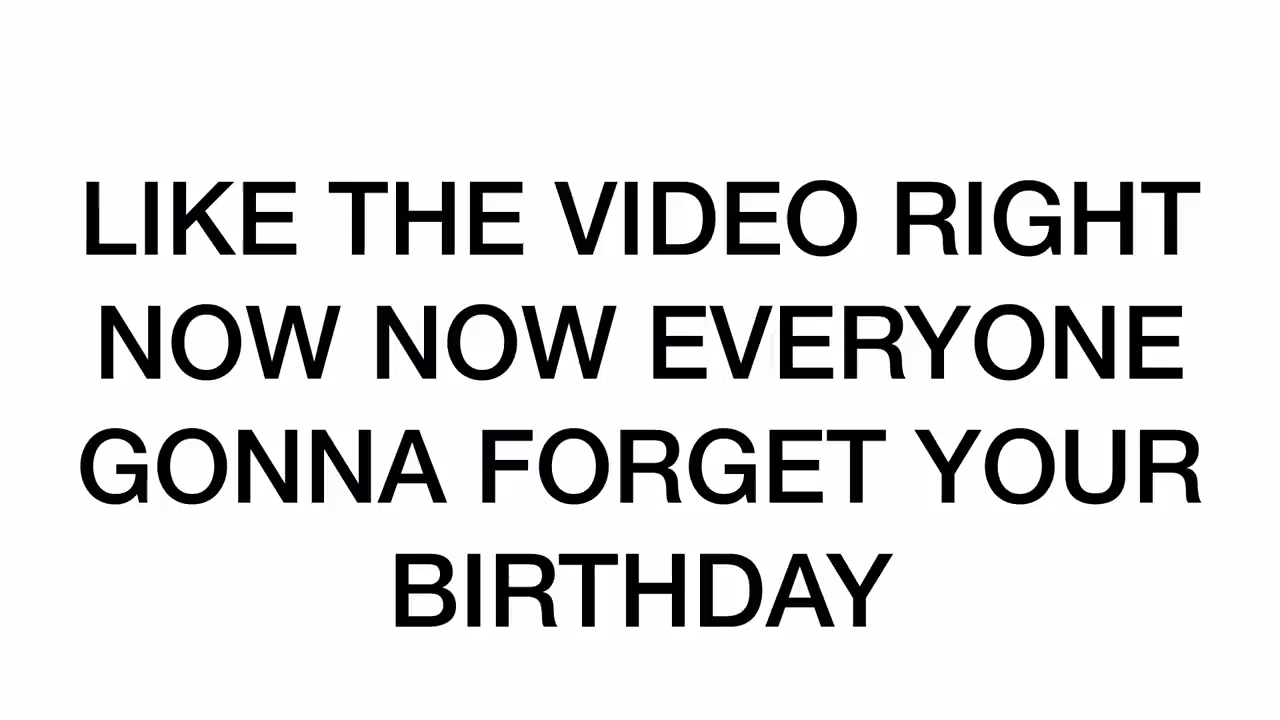 LIKE THE VIDEO RIGHT
NOW NOW EVERYONE
GONNA FORGET YOUR
BIRTHDAY